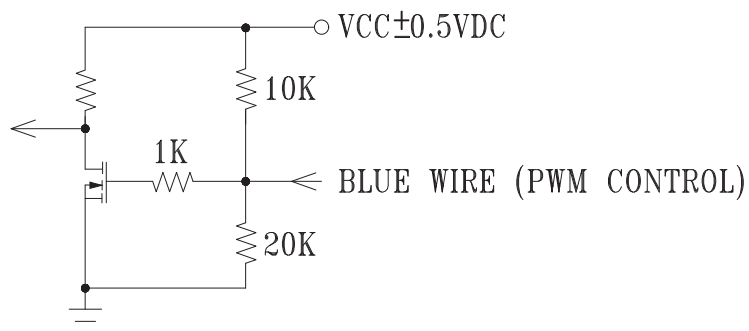 VCC±0.5VDC
10K
1K
BLUE WIRE (PWM CONTROL)
20K